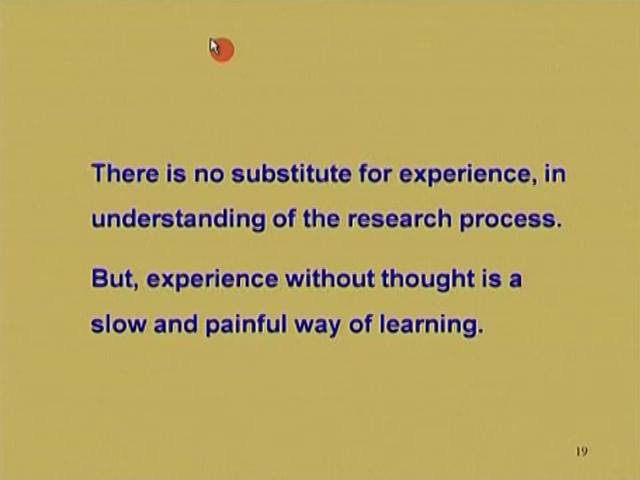 There is no substitute for experience, in
understanding of the research process.
But, experience without thought is a
slow and painful way of learning.
19